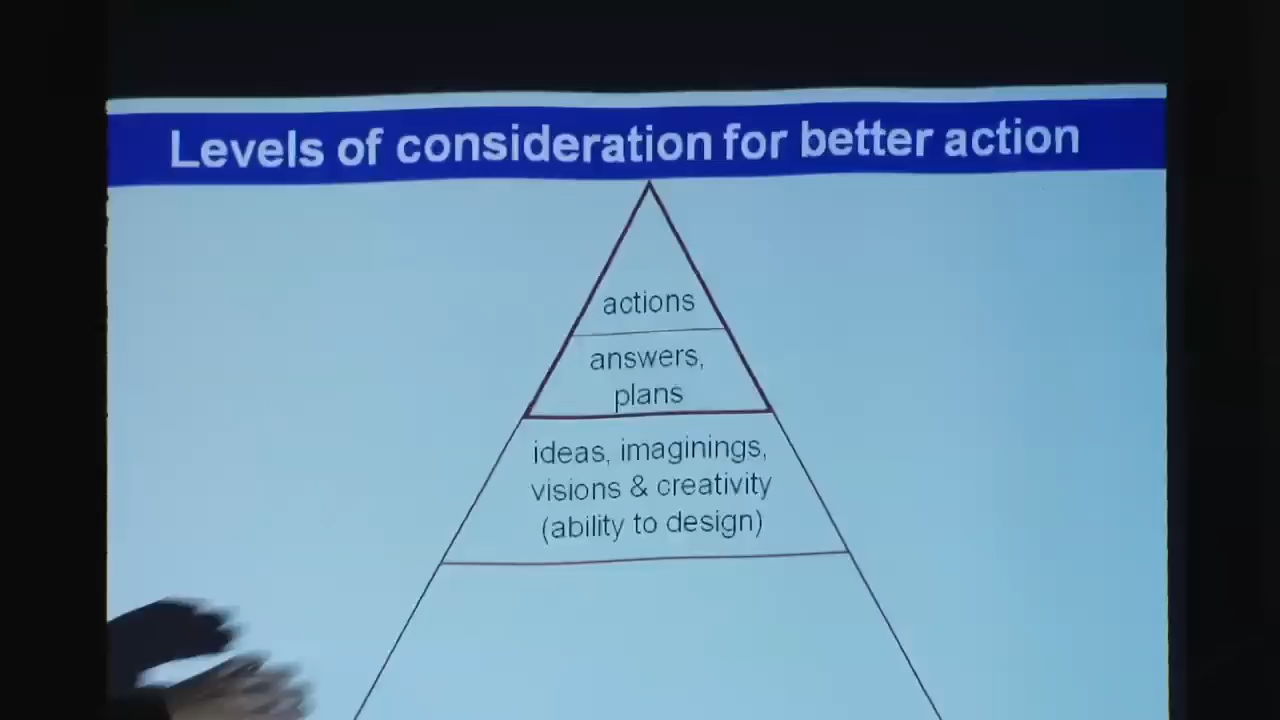 Levels of consideration for better action
actions
answers,
plans
ideas, imaginings,
visions & creativity
(ability to design)